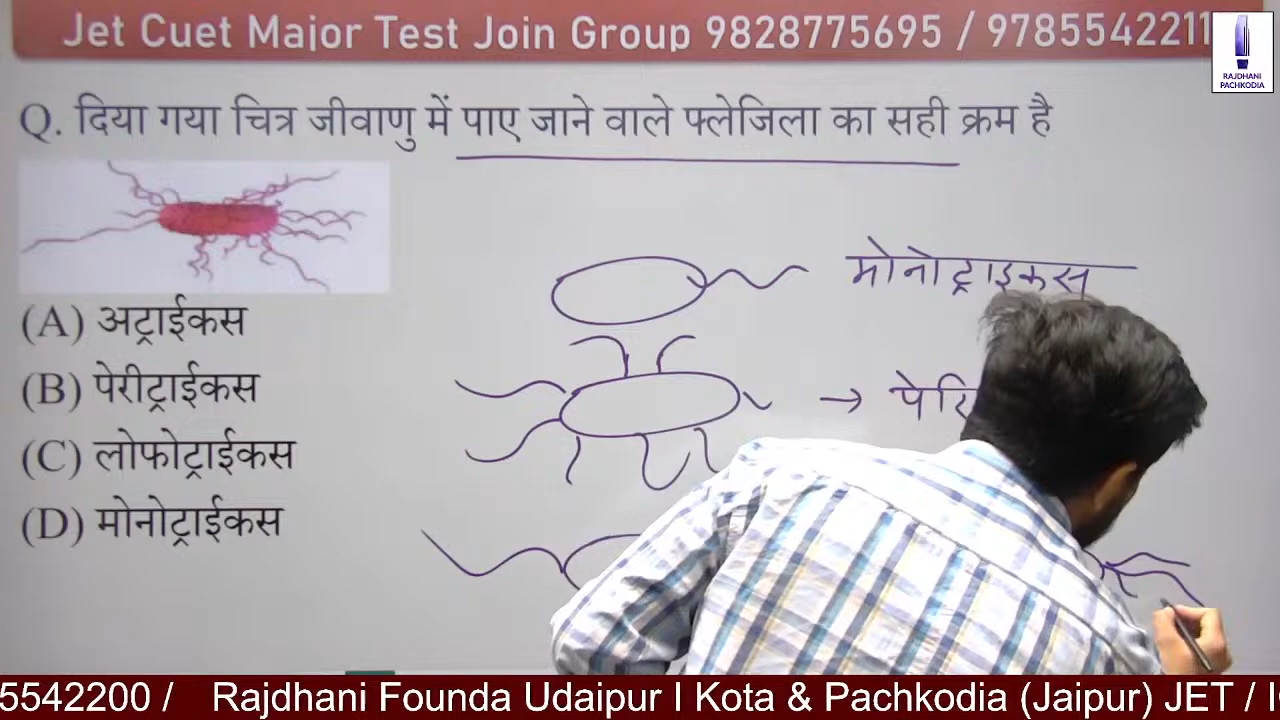 Jet Cuet Major Test Join Group 9828775695 / 9785542211
RAJDHANI
PACHKODIA
Q. दिया गया चित्र जीवाणु में पाए जाने वाले फ्लेजिला का सही क्रम है
(A) अट्राईकस
(B) पेरीट्राईकस
(C) लोफोट्राईकस
(D) मोनोट्राईकस
मोनोट्राइकस
→ पेरि
5542200 / Rajdhani Founda Udaipur I Kota & Pachkodia (Jaipur) JET /